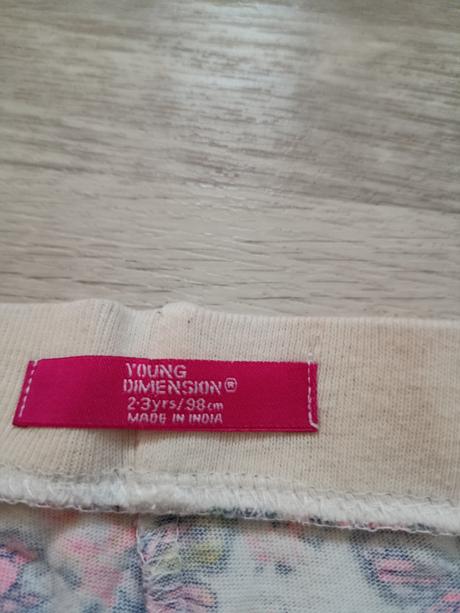 YOUNG
DIMENSION®
2-3yrs/98cm
MADE IN INDIA